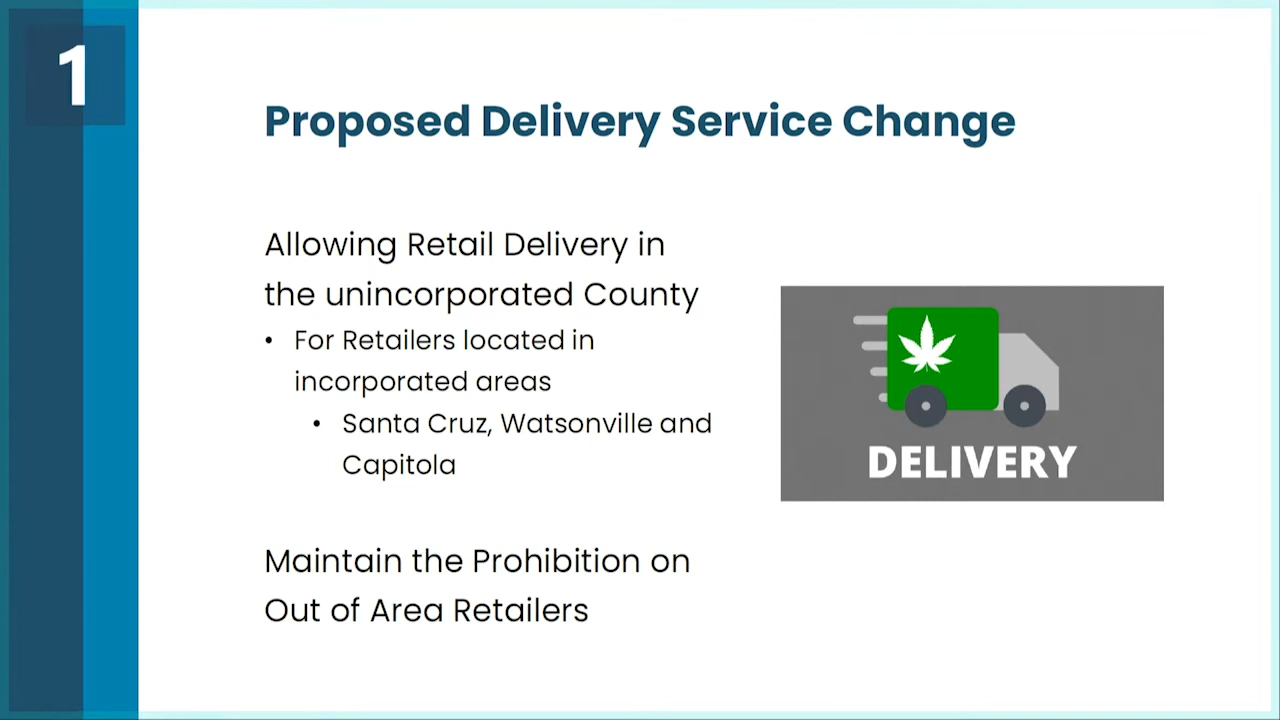 1
Proposed Delivery Service Change
Allowing Retail Delivery in
the unincorporated County
• For Retailers located in
incorporated areas
• Santa Cruz, Watsonville and
Capitola
DELIVERY
Maintain the Prohibition on
Out of Area Retailers